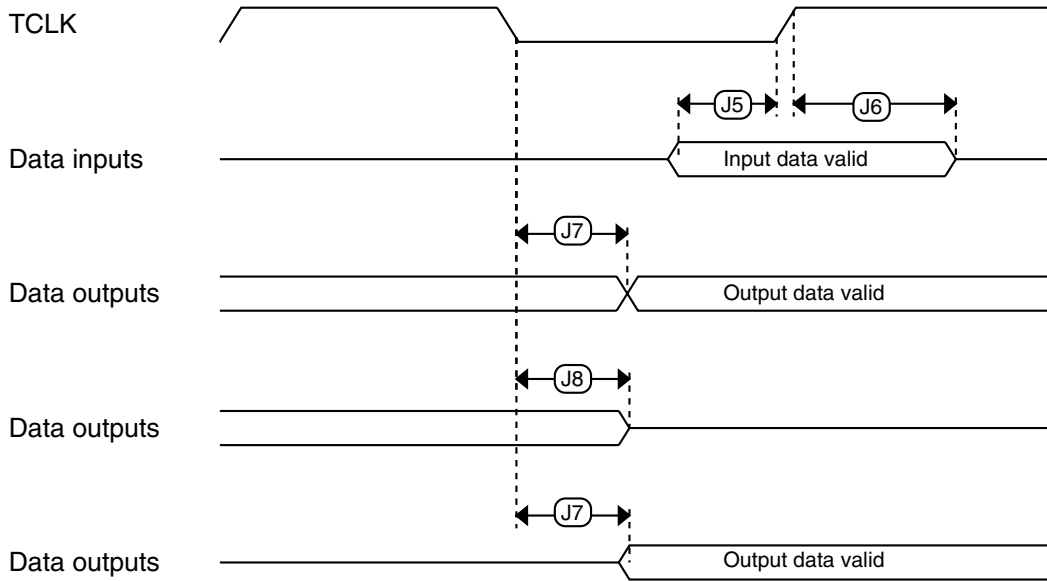 TCLK
J5
J6
Data inputs
Input data valid
J7
Data outputs
Output data valid
J8
Data outputs
J7
Data outputs
Output data valid